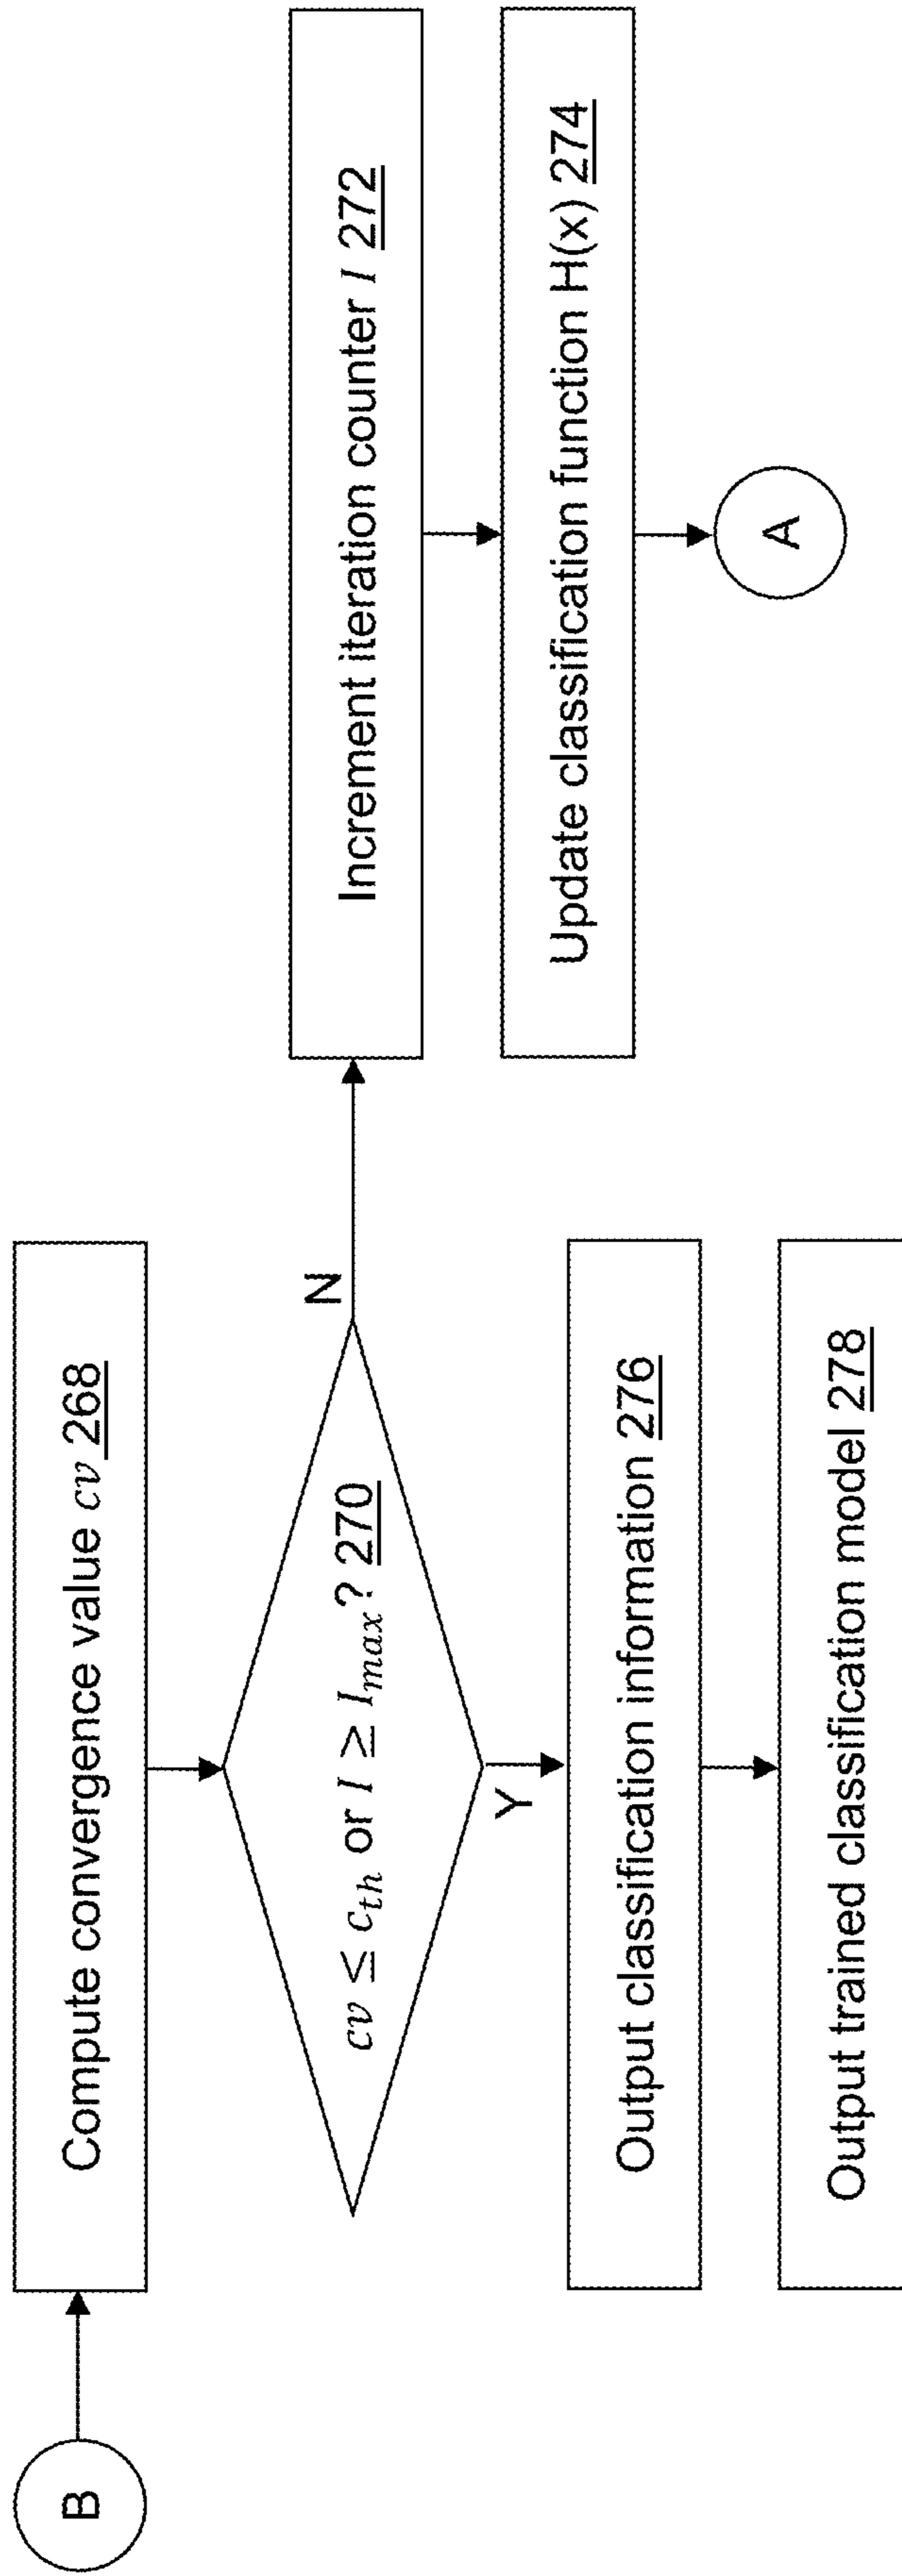 B
Compute convergence value cv 268
cv ≤ c_th or I ≥ I_max? 270
N
Y
Increment iteration counter I 272
Update classification function H(x) 274
A
Output classification information 276
Output trained classification model 278